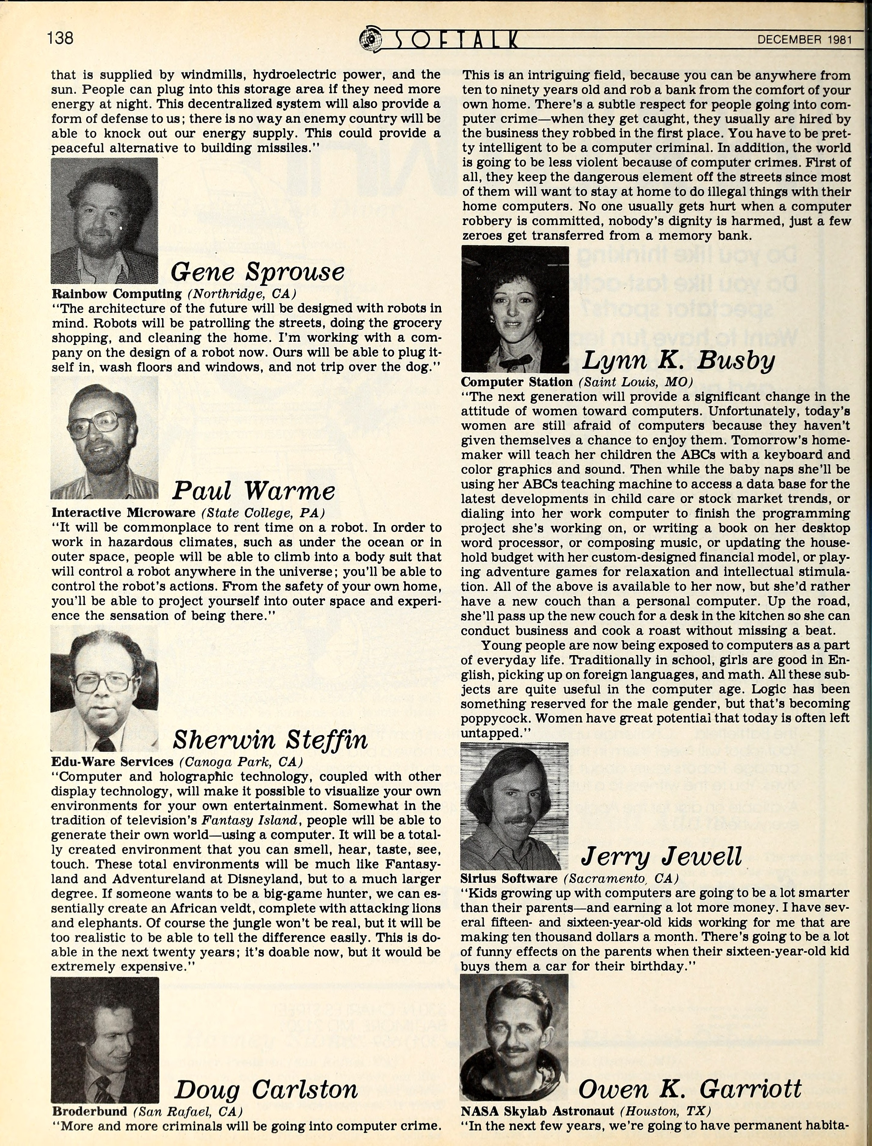 138
SOFTALK
DECEMBER 1981
that is supplied by windmills, hydroelectric power, and the
sun. People can plug into this storage area if they need more
energy at night. This decentralized system will also provide a
form of defense to us; there is no way an enemy country will be
able to knock out our energy supply. This could provide a
peaceful alternative to building missiles."
Gene Sprouse
Rainbow Computing (Northridge, CA)
"The architecture of the future will be designed with robots in
mind. Robots will be patrolling the streets, doing the grocery
shopping, and cleaning the home. I'm working with a com-
pany on the design of a robot now. Ours will be able to plug it-
self in, wash floors and windows, and not trip over the dog."
Paul Warme
Interactive Microware (State College, PA)
"It will be commonplace to rent time on a robot. In order to
work in hazardous climates, such as under the ocean or in
outer space, people will be able to climb into a body suit that
will control a robot anywhere in the universe; you'll be able to
control the robot's actions. From the safety of your own home,
you'll be able to project yourself into outer space and experi-
ence the sensation of being there."
Sherwin Steffin
Edu-Ware Services (Canoga Park, CA)
"Computer and holographic technology, coupled with other
display technology, will make it possible to visualize your own
environments for your own entertainment. Somewhat in the
tradition of television's Fantasy Island, people will be able to
generate their own world—using a computer. It will be a total-
ly created environment that you can smell, hear, taste, see,
touch. These total environments will be much like Fantasy-
land and Adventureland at Disneyland, but to a much larger
degree. If someone wants to be a big-game hunter, we can es-
sentially create an African veldt, complete with attacking lions
and elephants. Of course the jungle won't be real, but it will be
too realistic to be able to tell the difference easily. This is do-
able in the next twenty years; it's doable now, but it would be
extremely expensive."
Doug Carlston
Broderbund (San Rafael, CA)
"More and more criminals will be going into computer crime.
This is an intriguing field, because you can be anywhere from
ten to ninety years old and rob a bank from the comfort of your
own home. There's a subtle respect for people going into com-
puter crime—when they get caught, they usually are hired by
the business they robbed in the first place. You have to be pret-
ty intelligent to be a computer criminal. In addition, the world
is going to be less violent because of computer crimes. First of
all, they keep the dangerous element off the streets since most
of them will want to stay at home to do illegal things with their
home computers. No one usually gets hurt when a computer
robbery is committed, nobody's dignity is harmed, just a few
zeroes get transferred from a memory bank.
Lynn K. Busby
Computer Station (Saint Louis, MO)
"The next generation will provide a significant change in the
attitude of women toward computers. Unfortunately, today's
women are still afraid of computers because they haven't
given themselves a chance to enjoy them. Tomorrow's home-
maker will teach her children the ABCs with a keyboard and
color graphics and sound. Then while the baby naps she'll be
using her ABCs teaching machine to access a data base for the
latest developments in child care or stock market trends, or
dialing into her work computer to finish the programming
project she's working on, or writing a book on her desktop
word processor, or composing music, or updating the house-
hold budget with her custom-designed financial model, or play-
ing adventure games for relaxation and intellectual stimula-
tion. All of the above is available to her now, but she'd rather
have a new couch than a personal computer. Up the road,
she'll pass up the new couch for a desk in the kitchen so she can
conduct business and cook a roast without missing a beat.
Young people are now being exposed to computers as a part
of everyday life. Traditionally in school, girls are good in En-
glish, picking up on foreign languages, and math. All these sub-
jects are quite useful in the computer age. Logic has been
something reserved for the male gender, but that's becoming
poppycock. Women have great potential that today is often left
untapped."
Jerry Jewell
Sirius Software (Sacramento, CA)
"Kids growing up with computers are going to be a lot smarter
than their parents—and earning a lot more money. I have sev-
eral fifteen- and sixteen-year-old kids working for me that are
making ten thousand dollars a month. There's going to be a lot
of funny effects on the parents when their sixteen-year-old kid
buys them a car for their birthday."
Owen K. Garriott
NASA Skylab Astronaut (Houston, TX)
"In the next few years, we're going to have permanent habita-